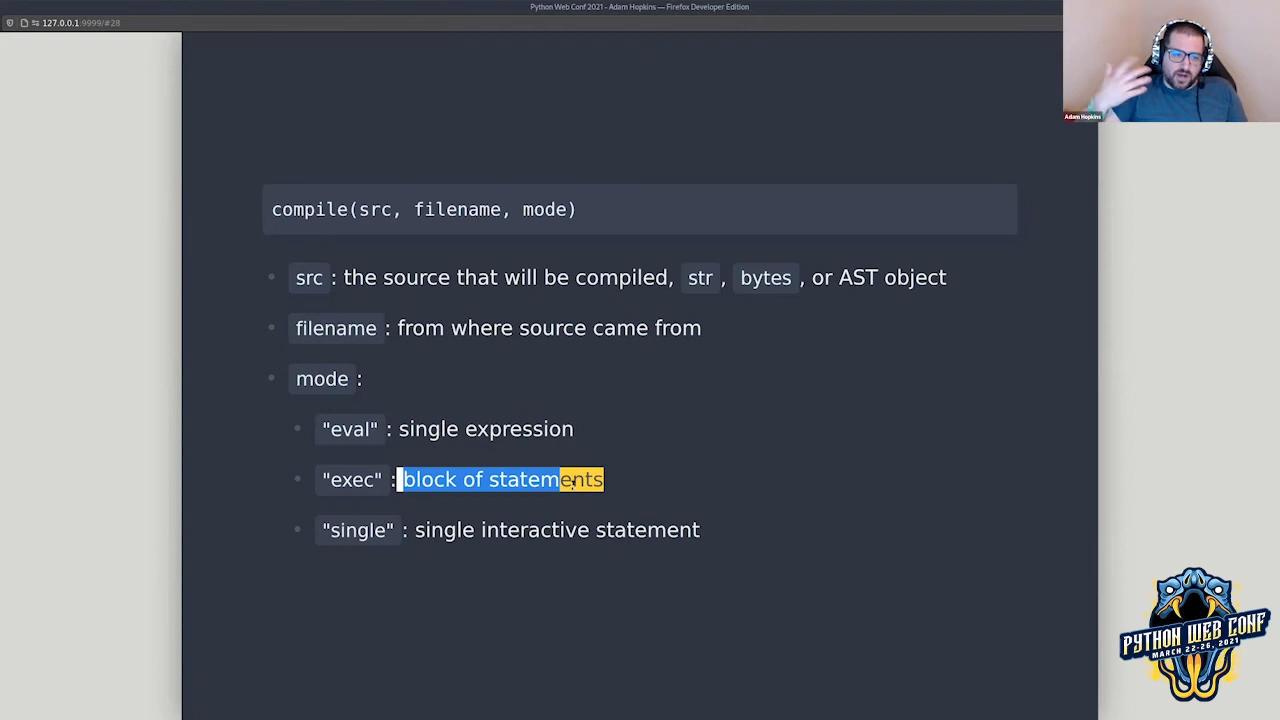 Python Web Conf 2021 - Adam Hopkins — Firefox Developer Edition
127.0.0.1:9999/#28
Adam Hopkins
compile(src, filename, mode)
src: the source that will be compiled, str, bytes, or AST object
filename: from where source came from
mode:
"eval": single expression
"exec": block of statements
"single": single interactive statement
PYTHON WEB CONF
MARCH 22-26, 2021